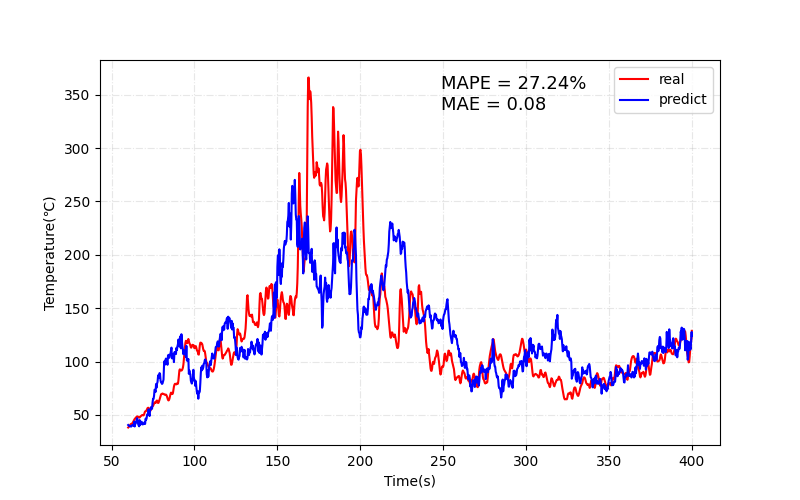 MAPE = 27.24%
MAE = 0.08
real
predict
Temperature(℃)
350
300
250
200
150
100
50
50 100 150 200 250 300 350 400
Time(s)